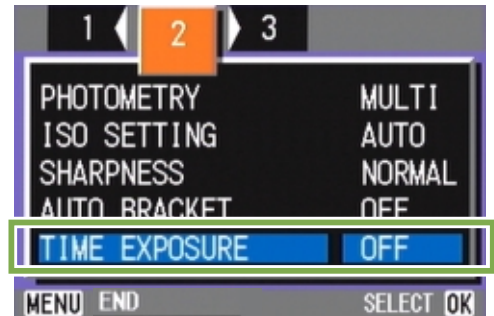 1 2 3
PHOTOMETRY MULTI
ISO SETTING AUTO
SHARPNESS NORMAL
AUTO BRACKET OFF
TIME EXPOSURE OFF
MENU END SELECT OK